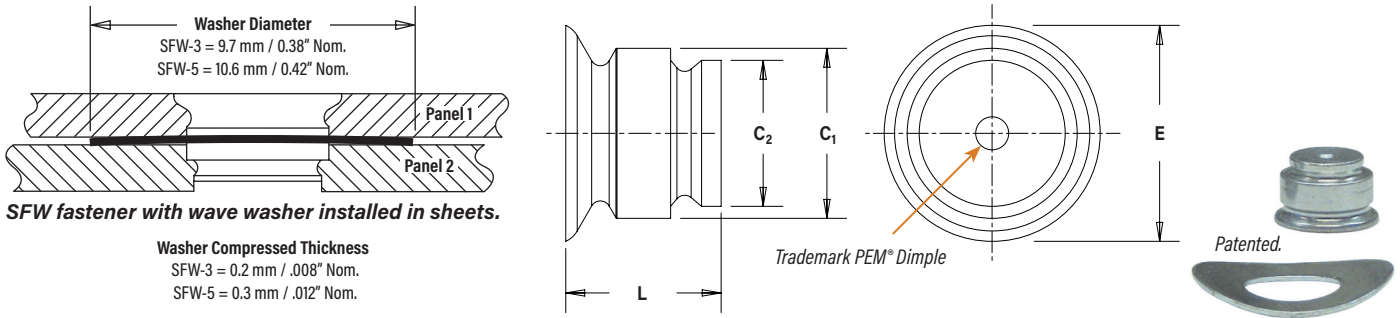 Washer Diameter
SFW-3 = 9.7 mm / 0.38” Nom.
SFW-5 = 10.6 mm / 0.42” Nom.
Panel 1
Panel 2
SFW fastener with wave washer installed in sheets.
Washer Compressed Thickness
SFW-3 = 0.2 mm / .008” Nom.
SFW-5 = 0.3 mm / .012” Nom.
C2
C1
L
E
Trademark PEM® Dimple
Patented.